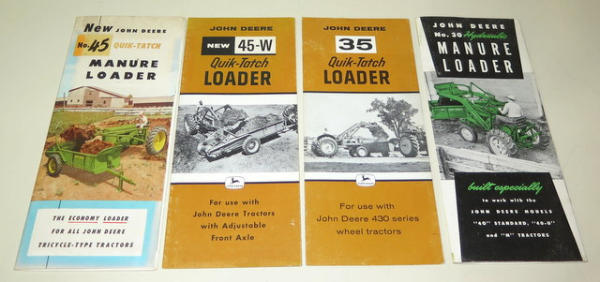 New JOHN DEERE
No. 45 QUIK-TATCH
MANURE
LOADER
THE ECONOMY LOADER
FOR ALL JOHN DEERE
TRICYCLE-TYPE TRACTORS
JOHN DEERE
NEW 45-W
Quik-Tatch
LOADER
For use with
John Deere Tractors
with Adjustable
Front Axle
JOHN DEERE
35
Quik-Tatch
LOADER
For use with
John Deere 430 series
wheel tractors
JOHN DEERE
No. 30 Hydraulic
MANURE
LOADER
built especially
to work with the
JOHN DEERE MODELS
"40" STANDARD, "40-U"
and "M" TRACTORS